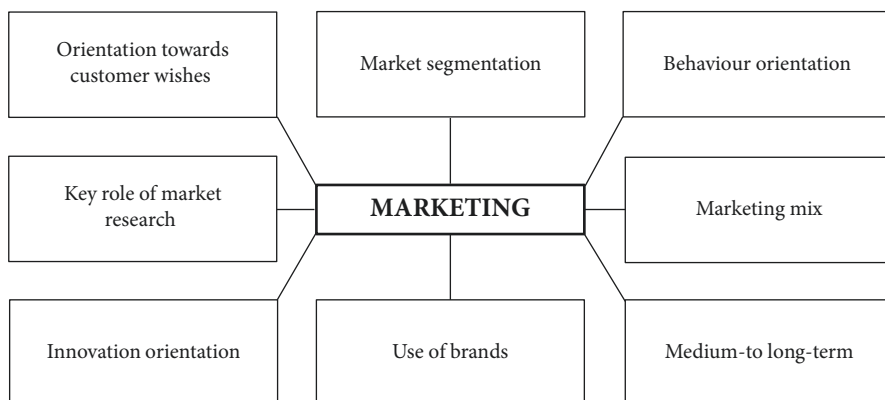 Orientation towards
customer wishes
Market segmentation
Behaviour orientation
Key role of market
research
MARKETING
Marketing mix
Innovation orientation
Use of brands
Medium-to long-term